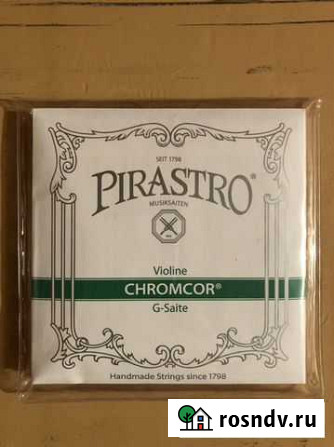 SEIT 1798
PIRASTRO®
MUSIKSAITEN
Violine
CHROMCOR®
G-Saite
Handmade Strings since 1798
rosndv.ru